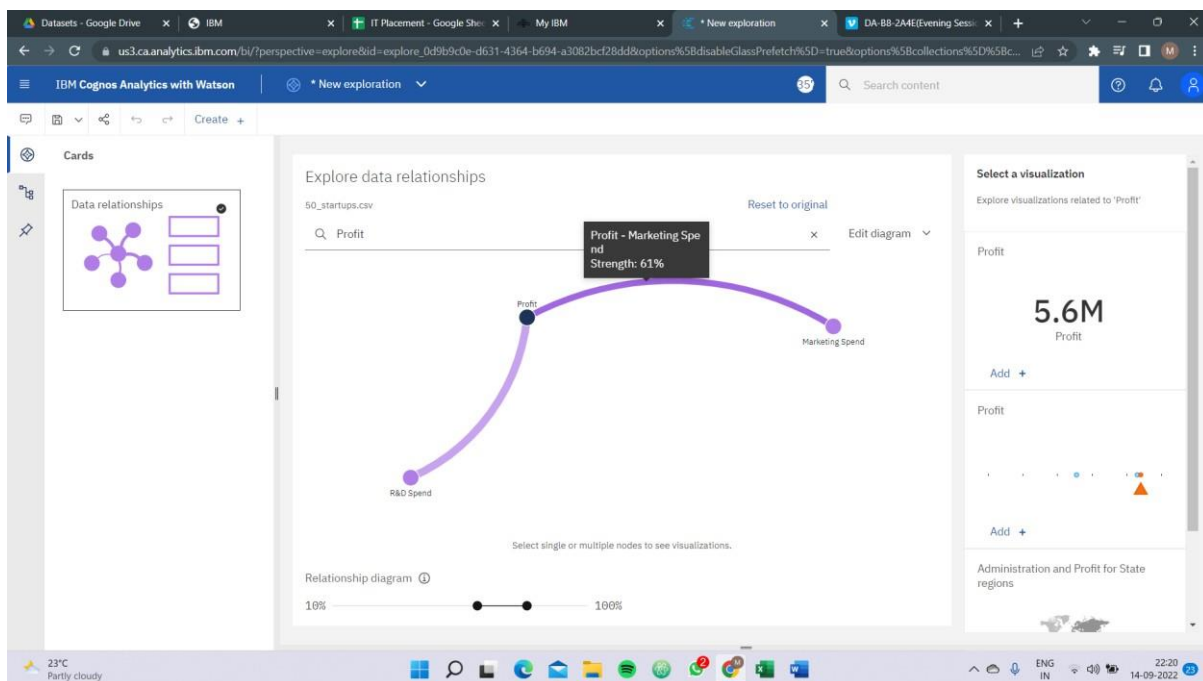 Datasets - Google Drive
IBM
IT Placement - Google Shee
My IBM
* New exploration
DA-B8-2A4E(Evening Sessic
us3.ca.analytics.ibm.com/bi/?perspective=explore&id=explore_0d9b9c0e-d631-4364-b694-a3082bcf28dd&options%5BdisableGlassPrefetch%5D=true&options%5Bcollections%5D%5Bc...
M
IBM Cognos Analytics with Watson
* New exploration
35
Search content
Create +
Cards
Data relationships
Explore data relationships
50_startups.csv
Reset to original
Profit
Edit diagram
Profit - Marketing Spe
nd
Strength: 61%
Profit
Marketing Spend
R&D Spend
Select single or multiple nodes to see visualizations.
Relationship diagram
10%
100%
Select a visualization
Explore visualizations related to 'Profit'
Profit
5.6M
Profit
Add +
Profit
Add +
Administration and Profit for State
regions
23°C
Partly cloudy
2
ENG
IN
22:20
14-09-2022
23